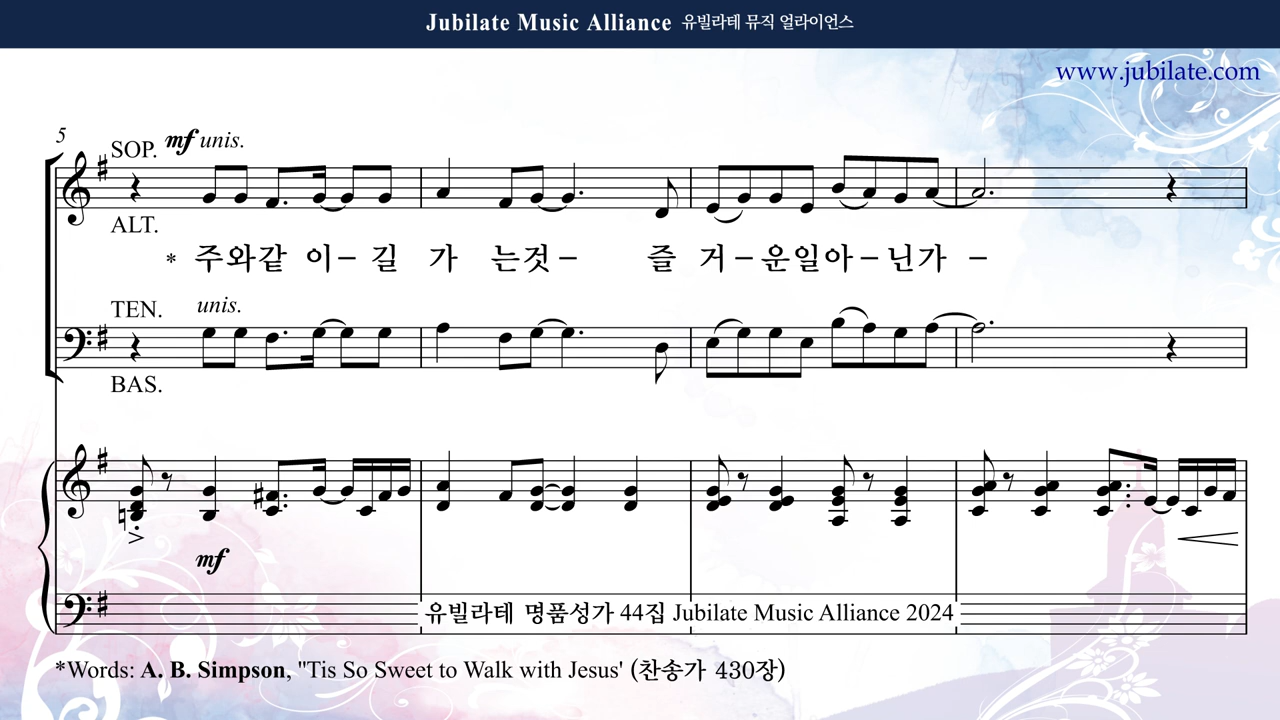 Jubilate Music Alliance 유빌라테 뮤직 얼라이언스
www.jubilate.com
5
SOP. mf unis.
ALT.
* 주와같 이– 길 가 는것– 즐 거–운일아–닌가 –
TEN. unis.
BAS.
mf
유빌라테 명품성가 44집 Jubilate Music Alliance 2024
*Words: A. B. Simpson, "Tis So Sweet to Walk with Jesus' (찬송가 430장)